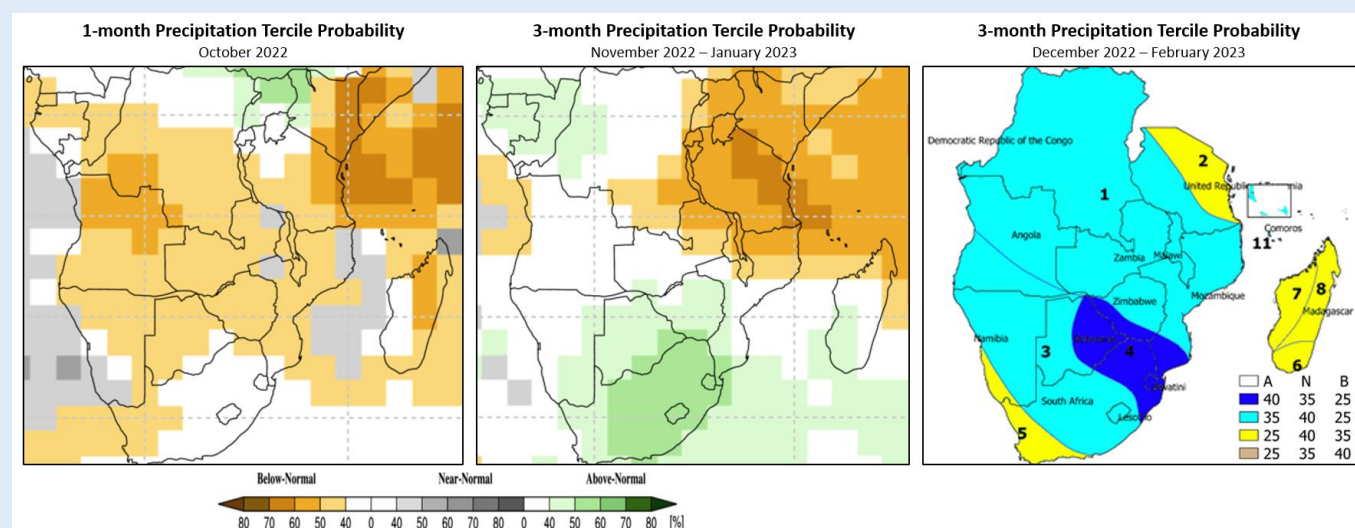 1-month Precipitation Tercile Probability
October 2022
3-month Precipitation Tercile Probability
November 2022 – January 2023
3-month Precipitation Tercile Probability
December 2022 – February 2023
Democratic Republic of the Congo
2
1
Angola
Comoros
11
Zambia
Malawi
Zimbabwe
Mozambique
7
8
Madagascar
Namibia
3
4
6
South Africa
Lesotho
5
A N B
40 35 25
35 40 25
25 40 35
25 35 40
Below-Normal Near-Normal Above-Normal
80 70 60 50 40 0 40 50 60 70 80 0 40 50 60 70 80 [%]